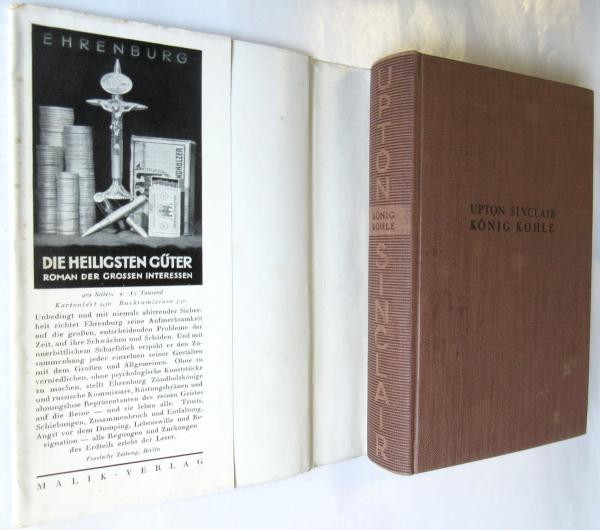 EHRENBURG
DIE HEILIGSTEN GÜTER
ROMAN DER GROSSEN INTERESSEN
Kartoniert 3.50 Buckramleinen 5.50
Unbedingt und mit niemals abirrender Sicher-
heit richtet Ehrenburg seine Aufmerksamkeit
auf die großen, entscheidenden Probleme der
Zeit, auf ihre Schwächen und Schäden. Und mit
unerbittlichem Scharfblick erspäht er den Zu-
sammenhang jeder einzelnen seiner Gestalten
mit dem Großen und Allgemeinen. Ohne zu
verniedlichen, ohne psychologische Kunststücke
zu machen, stellt Ehrenburg Zündholzkönige
und russische Kommissare, Rüstungshyänen und
ahnungslose Repräsentanten des reinen Geistes
auf die Beine — und sie leben alle. Trusts,
Schiebungen, Zusammenbruch und Entfaltung,
Angst vor dem Dumping, Lebenswille und Re-
signation — alle Regungen und Zuckungen
des Erdteils erlebt der Leser.
Vossische Zeitung, Berlin
MALIK-VERLAG
UPTON
KÖNIG
KOHLE
SINCLAIR
UPTON SINCLAIR
KÖNIG KOHLE